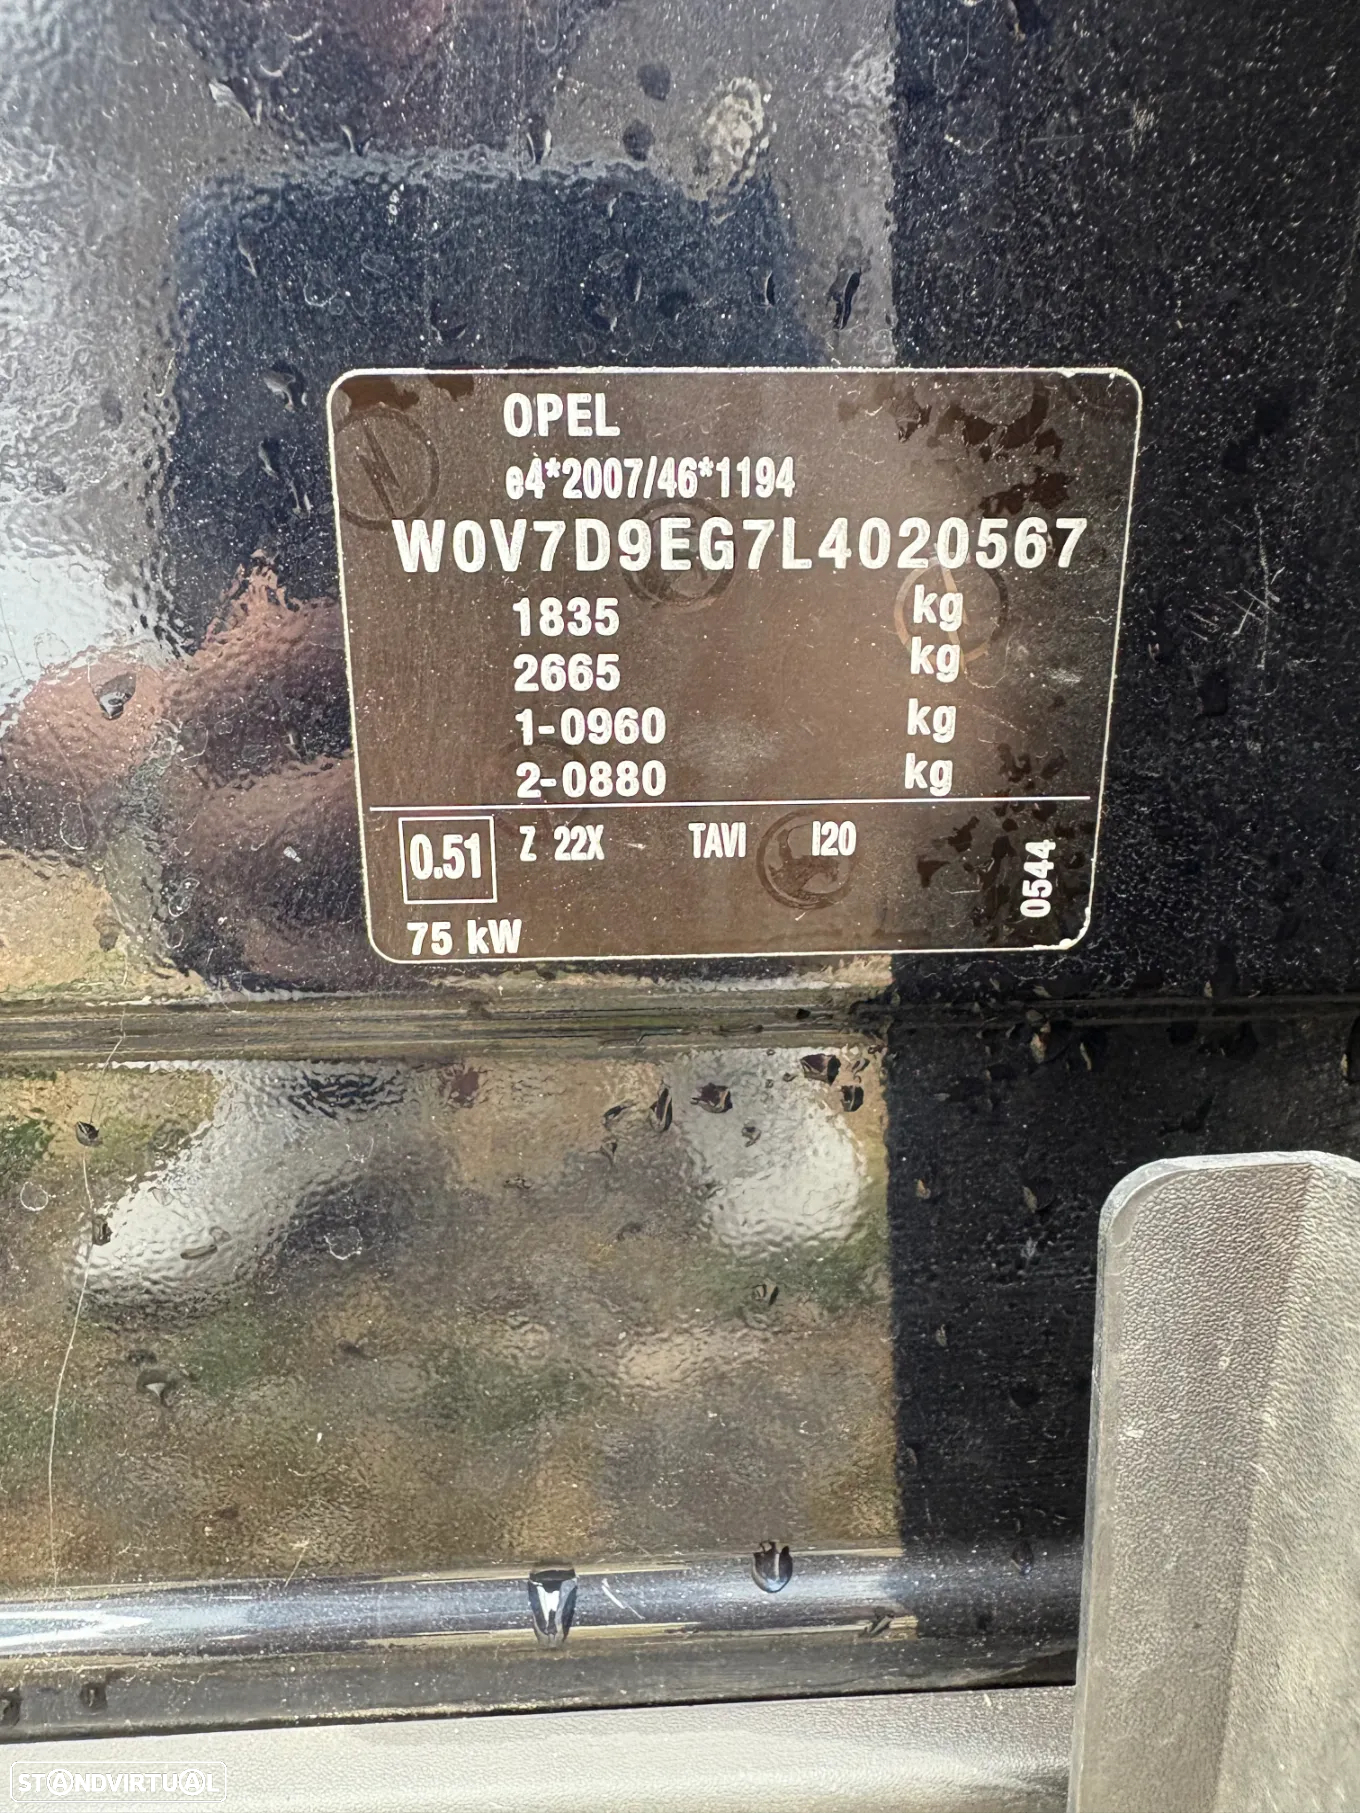 OPEL
e4*2007/46*1194
W0V7D9EG7L4020567
1835 kg
2665 kg
1-0960 kg
2-0880 kg
0.51 Z 22X TAVI I20
0544
75 kW
STANDVIRTUAL